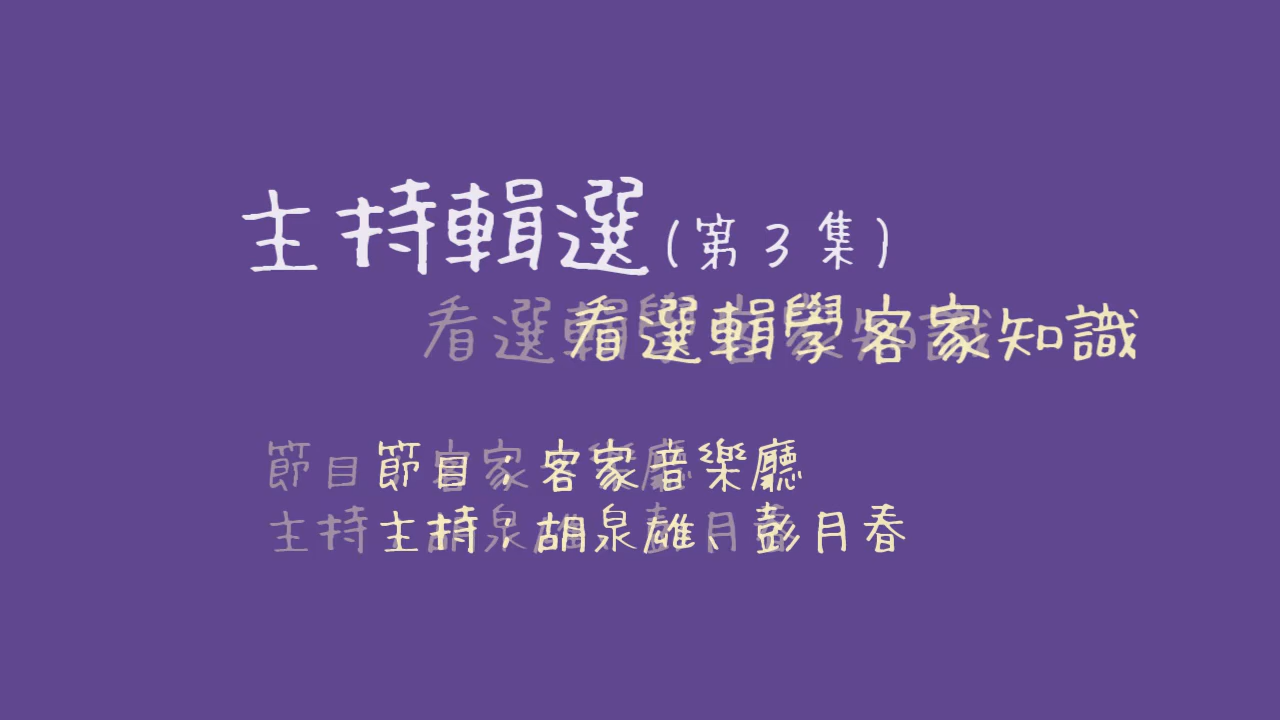 主持輯選(第3集)
看選輯學客家知識
節目：客家音樂廳
主持：胡泉雄、彭月春